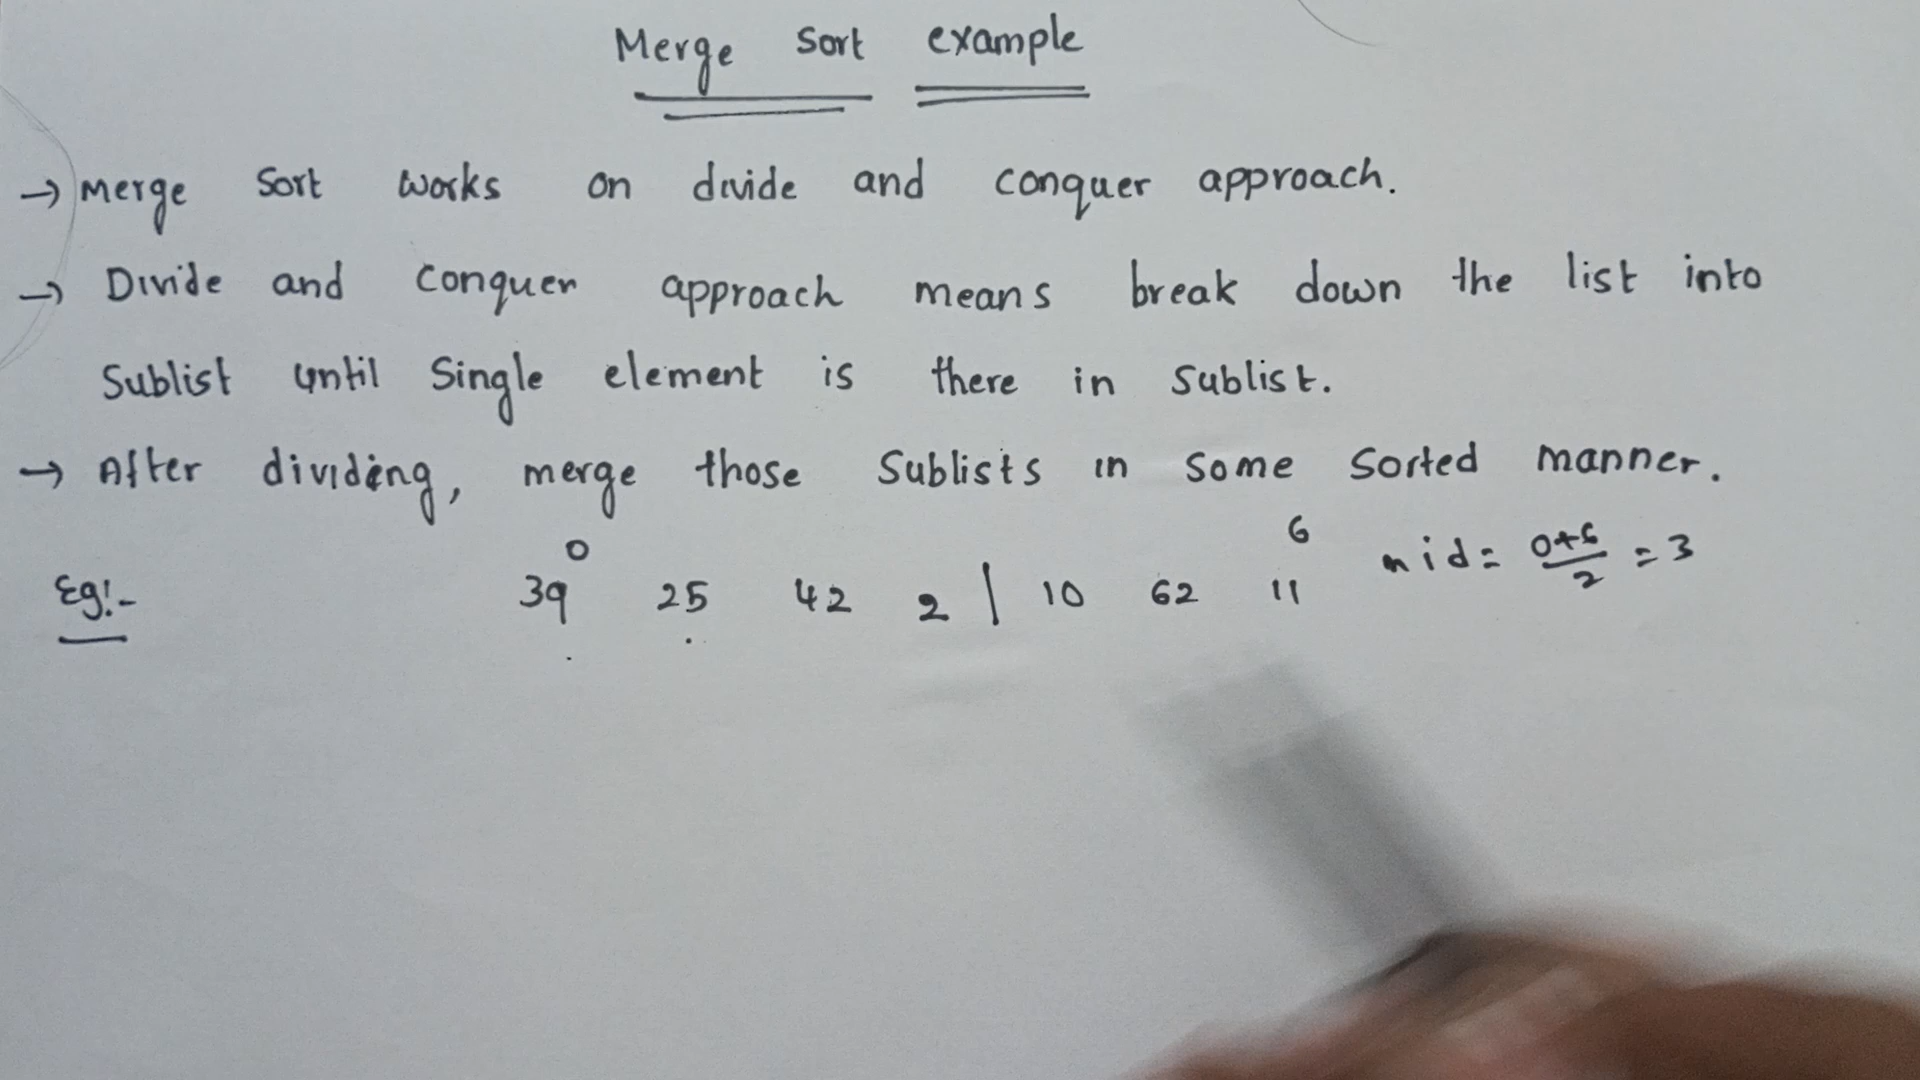 Merge Sort example
→ Merge Sort works on divide and conquer approach.
→ Divide and conquer approach means break down the list into
Sublist until Single element is there in Sublist.
→ After dividing, merge those Sublists in some sorted manner.
0 6 mid = 0+6/2 = 3
Eg:- 39 25 42 2 | 10 62 11